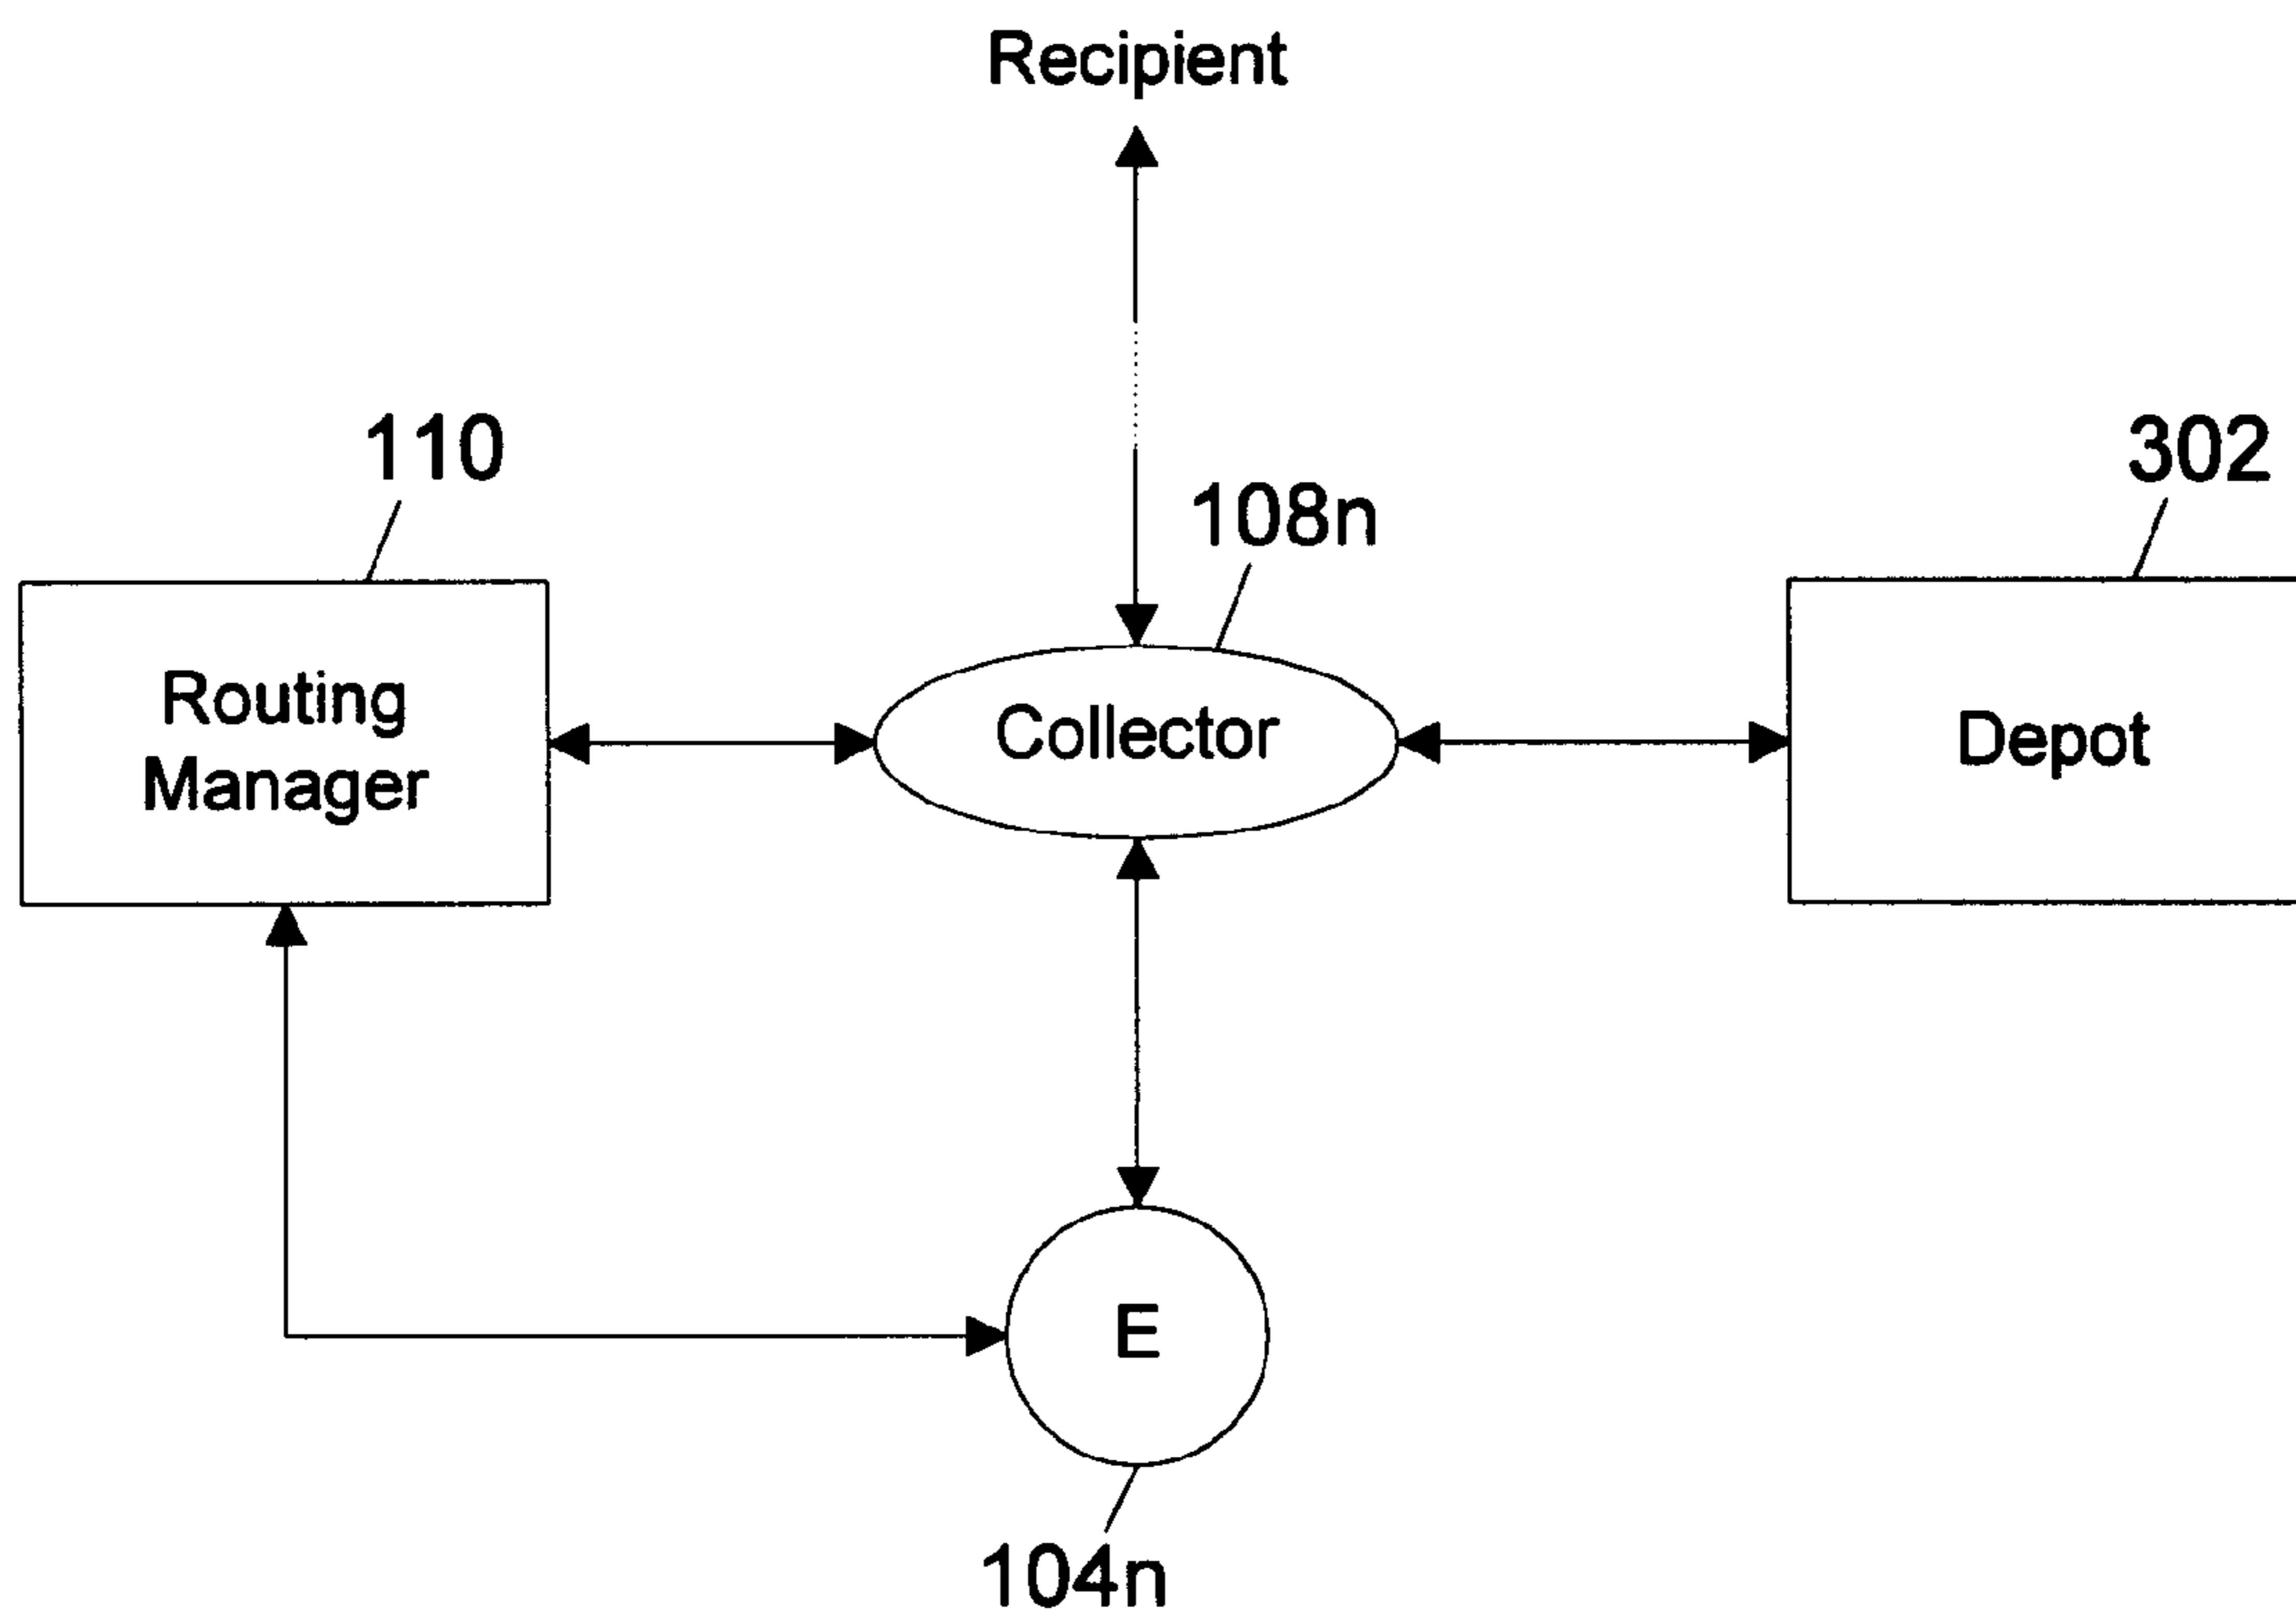 Recipient
110
302
108n
Routing
Manager
Collector
Depot
E
104n